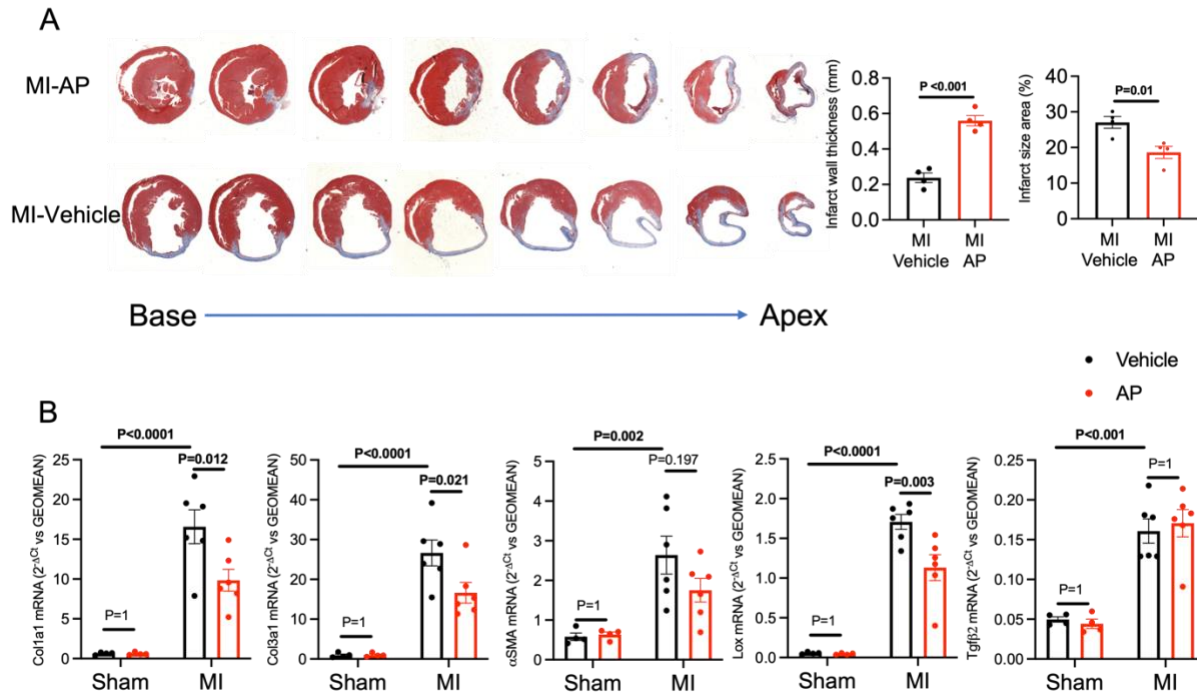 A
MI-AP
MI-Vehicle
Base
Apex
Infarct wall thickness (mm)
0.8
0.6
0.4
0.2
0.0
P <0.001
MI
Vehicle
MI
AP
Infarct size area (%)
40
30
20
10
0
P=0.01
MI
Vehicle
MI
AP
Vehicle
AP
B
Col1a1 mRNA (2^-ΔCt vs GEOMEAN)
25
20
15
10
5
0
P<0.0001
P=0.012
P=1
Sham
MI
Col3a1 mRNA (2^-ΔCt vs GEOMEAN)
50
40
30
20
10
0
P<0.0001
P=0.021
P=1
Sham
MI
αSMA mRNA (2^-ΔCt vs GEOMEAN)
5
4
3
2
1
0
P=0.002
P=0.197
P=1
Sham
MI
Lox mRNA (2^-ΔCt vs GEOMEAN)
2.5
2.0
1.5
1.0
0.5
0.0
P<0.0001
P=0.003
P=1
Sham
MI
Tgfβ2 mRNA (2^-ΔCt vs GEOMEAN)
0.25
0.20
0.15
0.10
0.05
0.00
P<0.001
P=1
P=1
Sham
MI